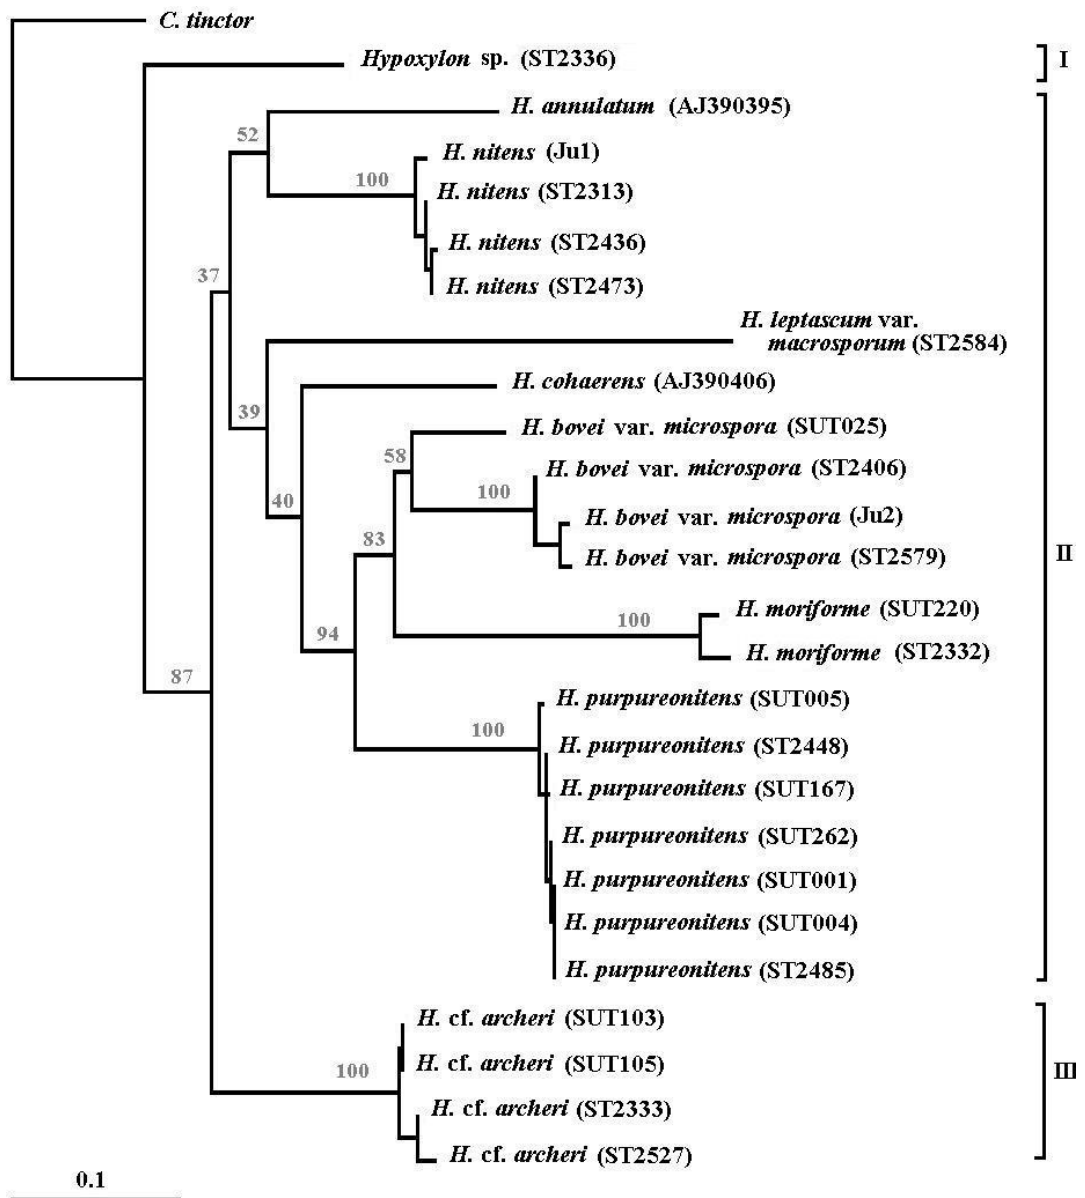 C. tinctor
Hypoxylon sp. (ST2336)
I
H. annulatum (AJ390395)
52
H. nitens (Ju1)
100
H. nitens (ST2313)
H. nitens (ST2436)
37
H. nitens (ST2473)
H. leptascum var.
macrosporum (ST2584)
H. cohaerens (AJ390406)
39
H. bovei var. microspora (SUT025)
58
H. bovei var. microspora (ST2406)
100
40
H. bovei var. microspora (Ju2)
83
H. bovei var. microspora (ST2579)
II
H. moriforme (SUT220)
100
94
H. moriforme (ST2332)
87
H. purpureonitens (SUT005)
100
H. purpureonitens (ST2448)
H. purpureonitens (SUT167)
H. purpureonitens (SUT262)
H. purpureonitens (SUT001)
H. purpureonitens (SUT004)
H. purpureonitens (ST2485)
H. cf. archeri (SUT103)
H. cf. archeri (SUT105)
100
III
H. cf. archeri (ST2333)
H. cf. archeri (ST2527)
0.1